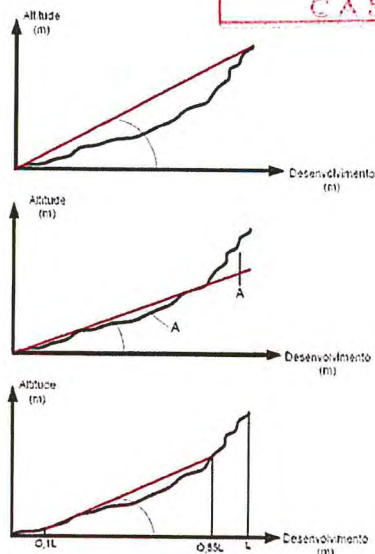 Altitude
(m)
Desenvolvimento
(m)
Altitude
(m)
A
A
Desenvolvimento
(m)
Altitude
(m)
0,1L
0,85L
L
Desenvolvimento
(m)